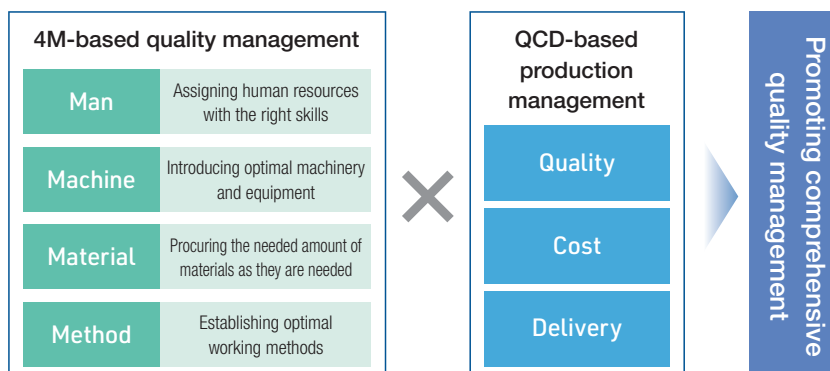 4M-based quality management
Man
Assigning human resources
with the right skills
Machine
Introducing optimal machinery
and equipment
Material
Procuring the needed amount of
materials as they are needed
Method
Establishing optimal
working methods
×
QCD-based
production
management
Quality
Cost
Delivery
Promoting comprehensive
quality management